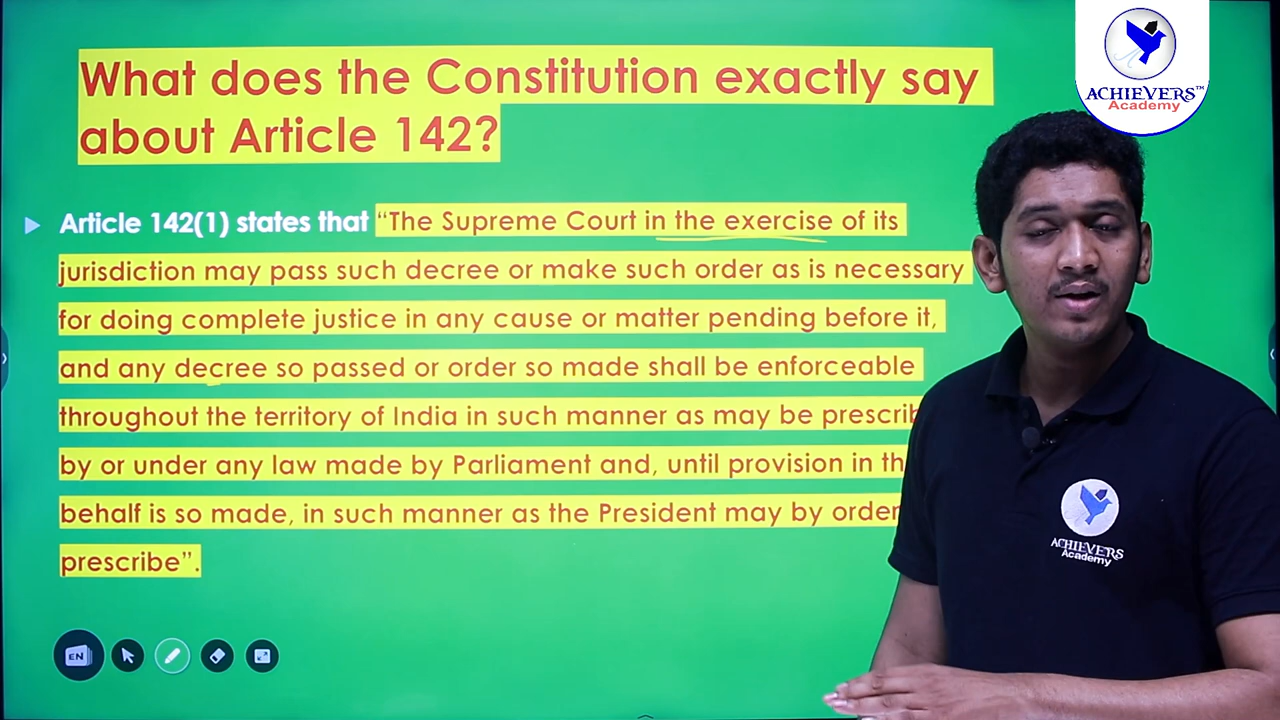 What does the Constitution exactly say
about Article 142?
Article 142(1) states that “The Supreme Court in the exercise of its
jurisdiction may pass such decree or make such order as is necessary
for doing complete justice in any cause or matter pending before it,
and any decree so passed or order so made shall be enforceable
throughout the territory of India in such manner as may be
by or under any law made by Parliament and, until provision in
behalf is so made, in such manner as the President may by order
prescribe”.
ACHIEVERS™
Academy
ACHIEVERS
Academy
EN